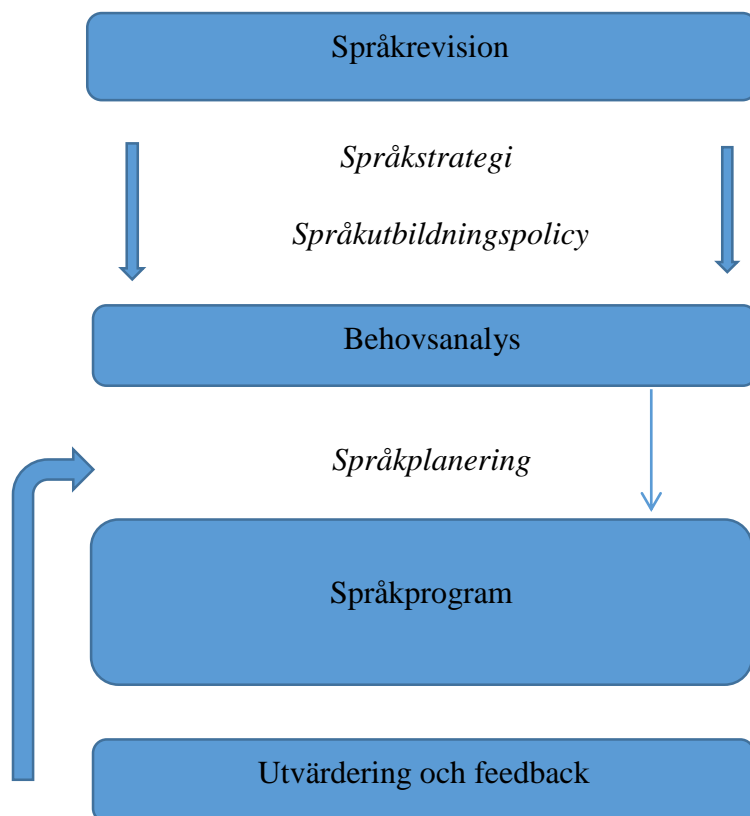 Språkrevision
Språkstrategi
Språkutbildningspolicy
Behovsanalys
Språkplanering
Språkprogram
Utvärdering och feedback